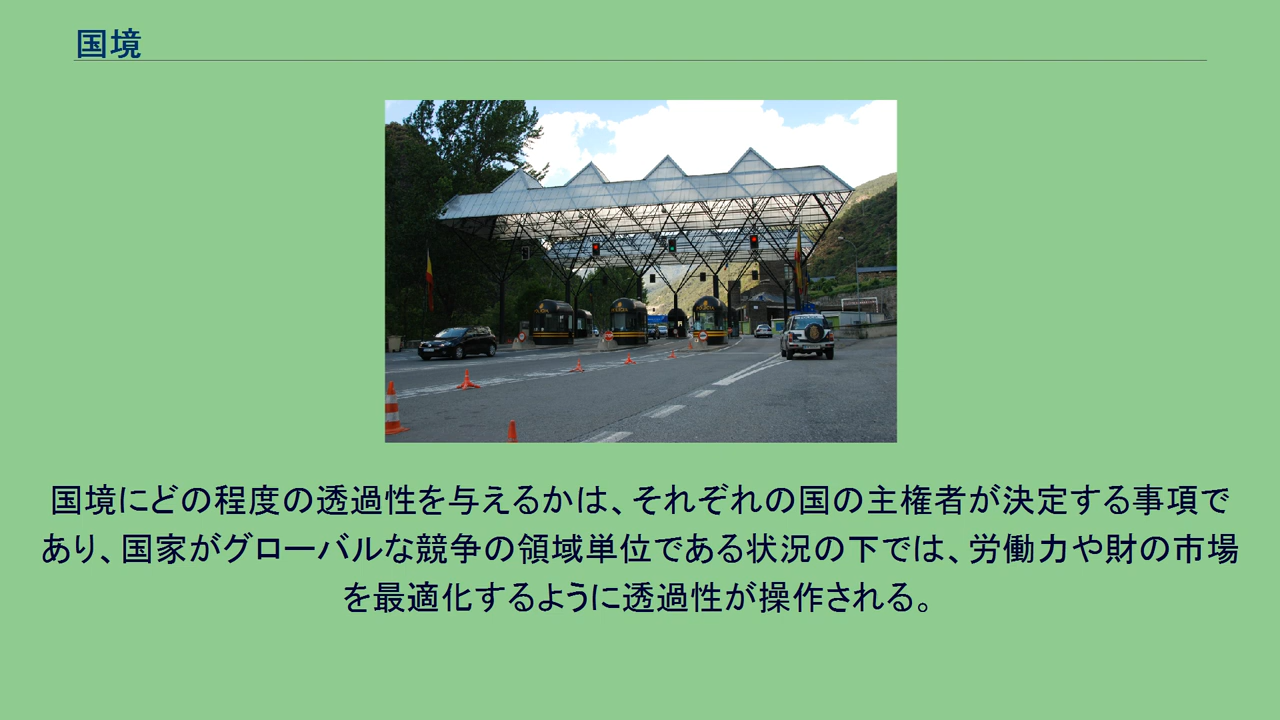 国境
国境にどの程度の透過性を与えるかは、それぞれの国の主権者が決定する事項で
あり、国家がグローバルな競争の領域単位である状況の下では、労働力や財の市場
を最適化するように透過性が操作される。